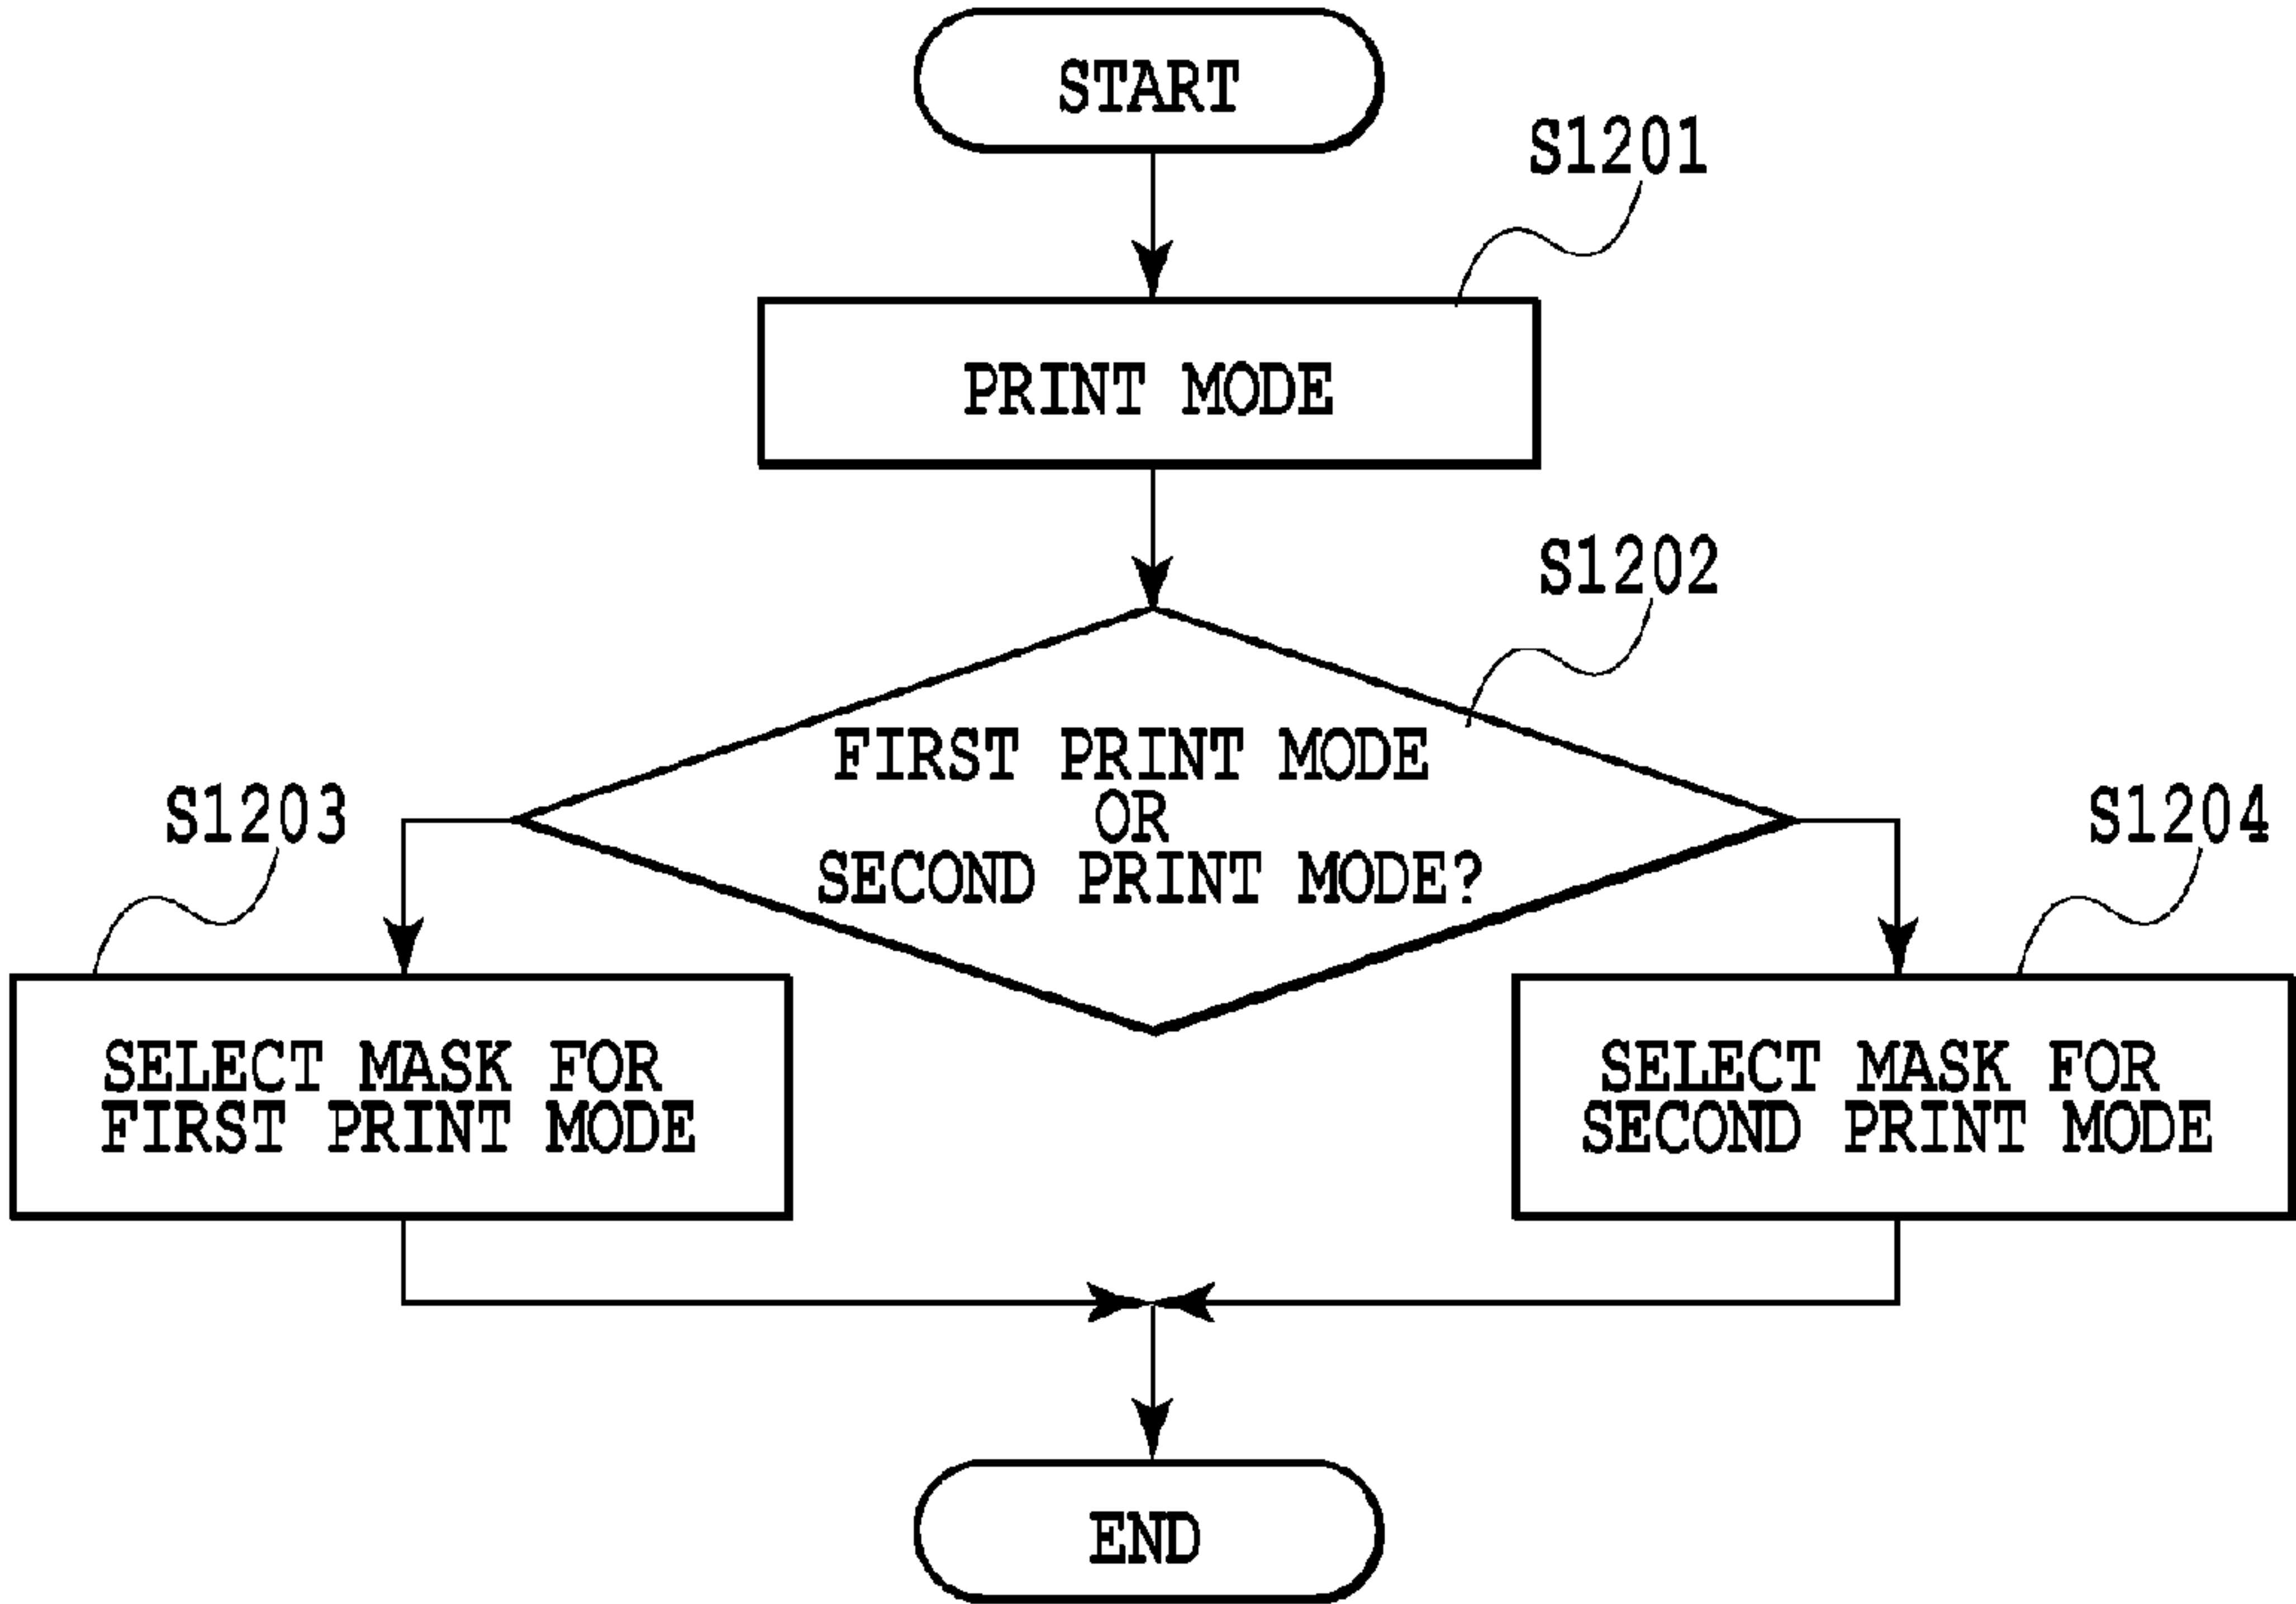 START
S1201
PRINT MODE
S1202
FIRST PRINT MODE
OR
SECOND PRINT MODE?
S1203
S1204
SELECT MASK FOR
FIRST PRINT MODE
SELECT MASK FOR
SECOND PRINT MODE
END